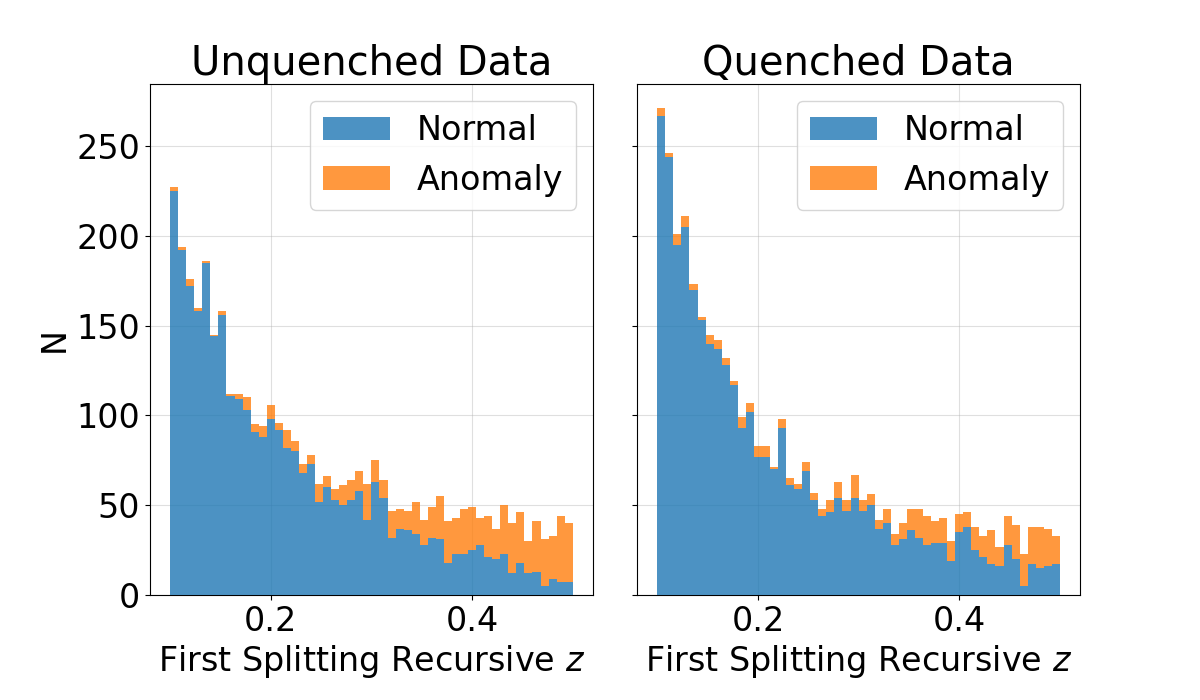 Unquenched Data
Quenched Data
Normal
Anomaly
Normal
Anomaly
N
250
200
150
100
50
0
0.2
0.4
0.2
0.4
First Splitting Recursive z
First Splitting Recursive z